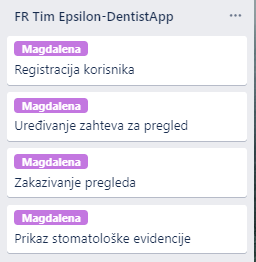 FR Tim Epsilon-DentistApp
Magdalena
Registracija korisnika
Magdalena
Uređivanje zahteva za pregled
Magdalena
Zakazivanje pregleda
Magdalena
Prikaz stomatološke evidencije